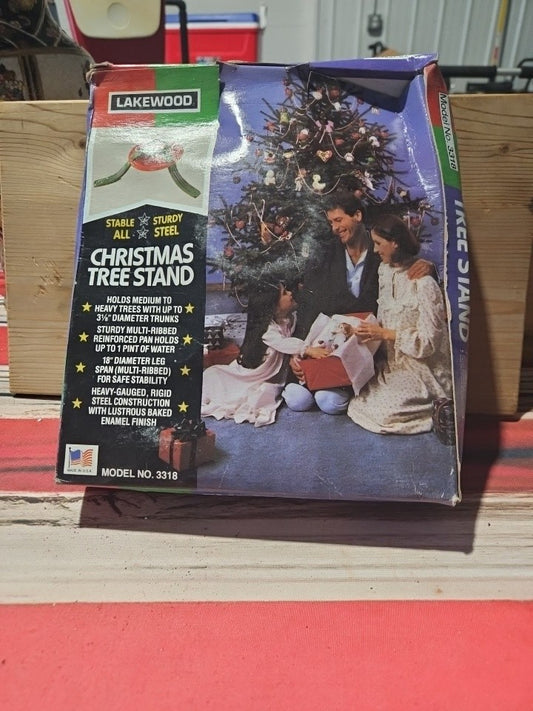 LAKEWOOD
STABLE ☆ STURDY
ALL ☆ STEEL
CHRISTMAS
TREE STAND
HOLDS MEDIUM TO
HEAVY TREES WITH UP TO
3½" DIAMETER TRUNKS
STURDY MULTI-RIBBED
REINFORCED PAN HOLDS
UP TO 1 PINT OF WATER
18" DIAMETER LEG
SPAN (MULTI-RIBBED)
FOR SAFE STABILITY
HEAVY-GAUGED, RIGID
STEEL CONSTRUCTION
WITH LUSTROUS BAKED
ENAMEL FINISH
MADE IN U.S.A.
MODEL NO. 3318
Model No. 3318
TREE STAND